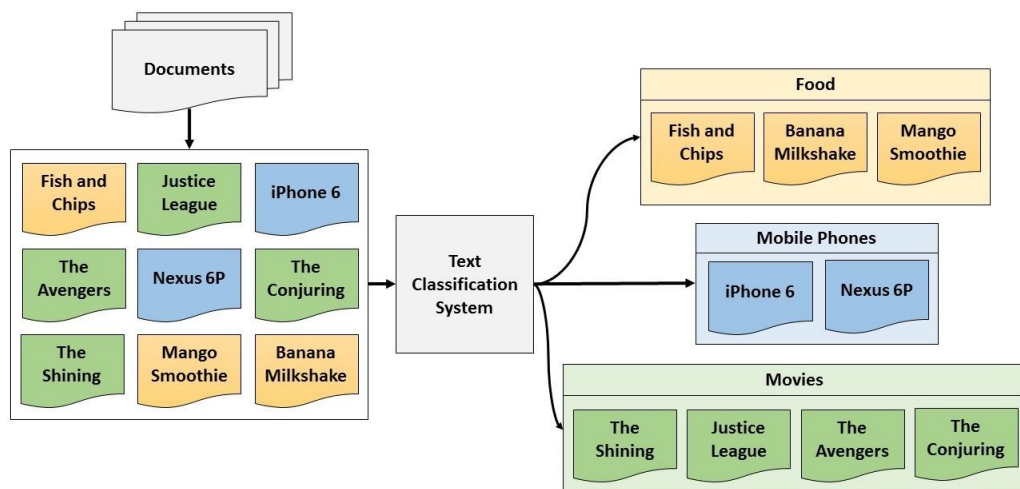 Documents
Fish and
Chips
Justice
League
iPhone 6
The
Avengers
Nexus 6P
The
Conjuring
The
Shining
Mango
Smoothie
Banana
Milkshake
Text
Classification
System
Food
Fish and
Chips
Banana
Milkshake
Mango
Smoothie
Mobile Phones
iPhone 6
Nexus 6P
Movies
The
Shining
Justice
League
The
Avengers
The
Conjuring